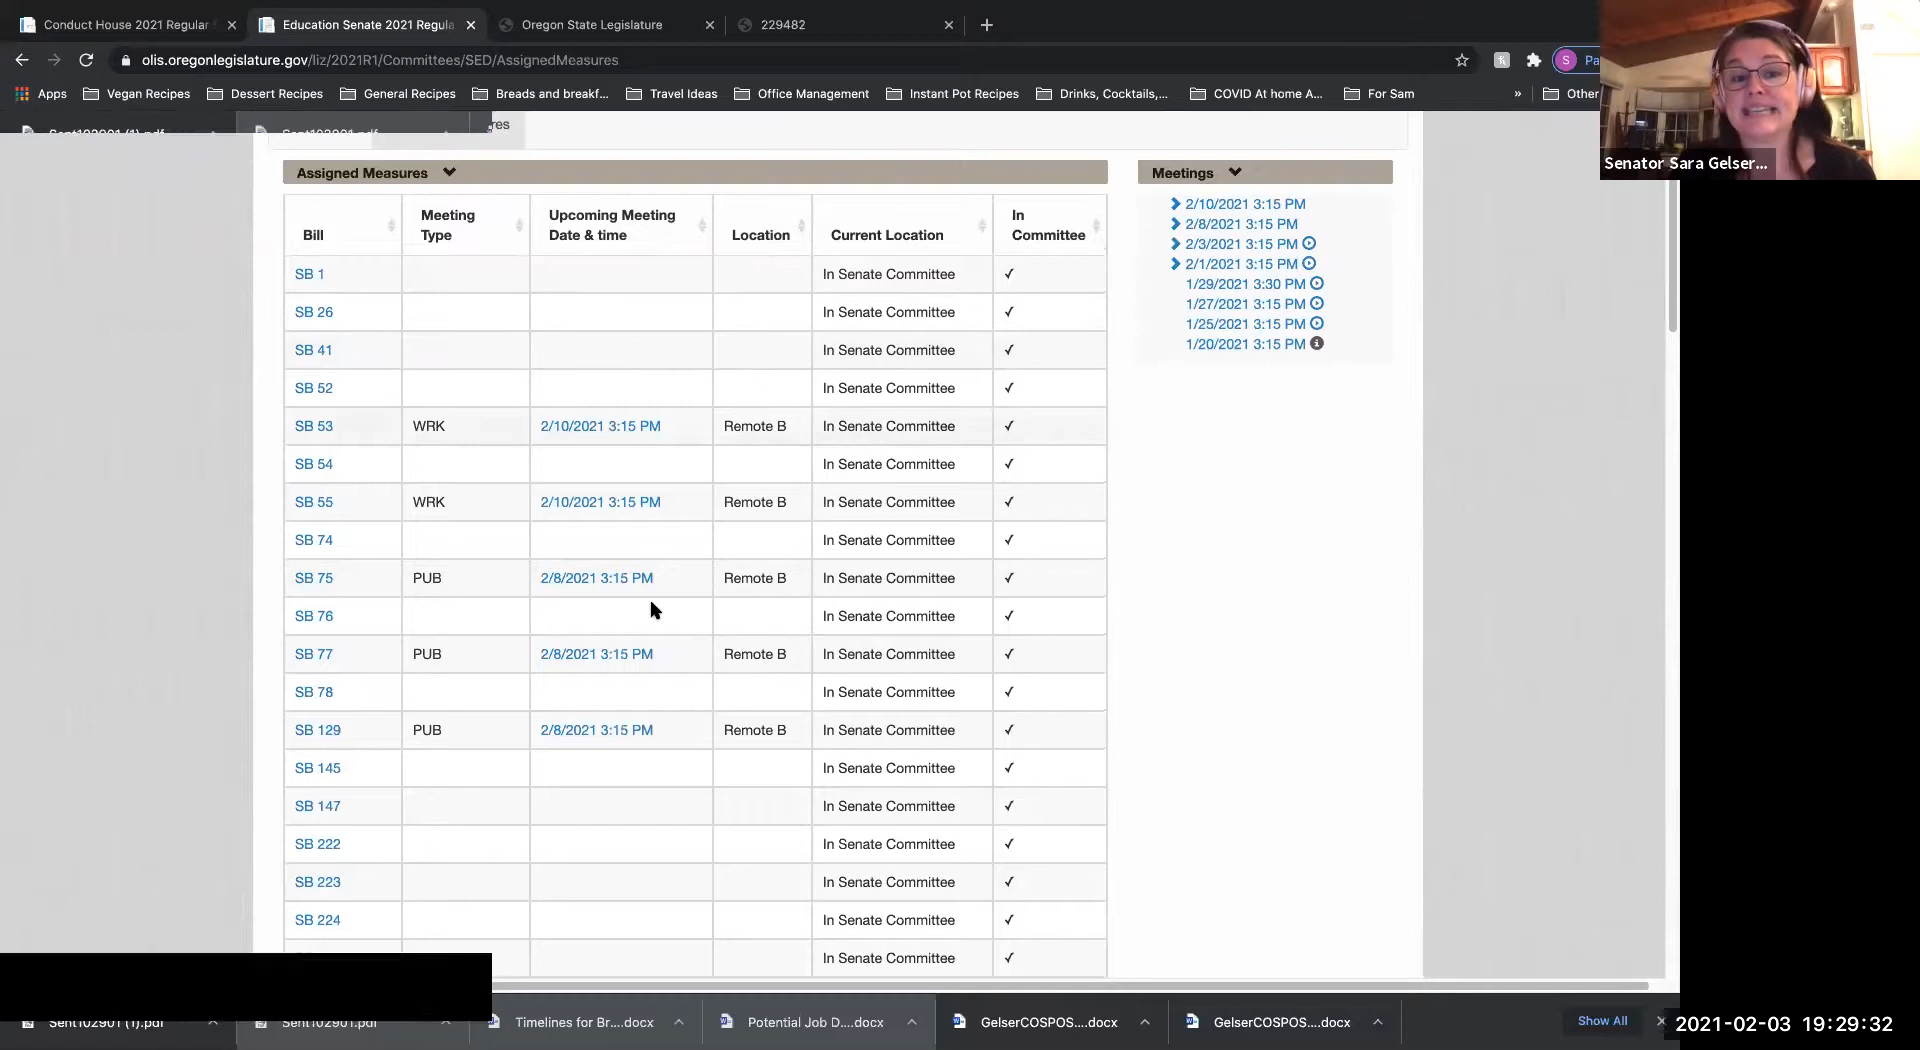 Conduct House 2021 Regular
Education Senate 2021 Regula
Oregon State Legislature
229482
olis.oregonlegislature.gov/liz/2021R1/Committees/SED/AssignedMeasures
S Pa
Apps Vegan Recipes Dessert Recipes General Recipes Breads and breakf... Travel Ideas Office Management Instant Pot Recipes Drinks, Cocktails,... COVID At home A... For Sam » Other
Sent102901 (1).pdf Sent102901.pdf res
Senator Sara Gelser...
Assigned Measures
Meetings
Bill Meeting Type Upcoming Meeting Date & time Location Current Location In Committee
SB 1 In Senate Committee ✓
SB 26 In Senate Committee ✓
SB 41 In Senate Committee ✓
SB 52 In Senate Committee ✓
SB 53 WRK 2/10/2021 3:15 PM Remote B In Senate Committee ✓
SB 54 In Senate Committee ✓
SB 55 WRK 2/10/2021 3:15 PM Remote B In Senate Committee ✓
SB 74 In Senate Committee ✓
SB 75 PUB 2/8/2021 3:15 PM Remote B In Senate Committee ✓
SB 76 In Senate Committee ✓
SB 77 PUB 2/8/2021 3:15 PM Remote B In Senate Committee ✓
SB 78 In Senate Committee ✓
SB 129 PUB 2/8/2021 3:15 PM Remote B In Senate Committee ✓
SB 145 In Senate Committee ✓
SB 147 In Senate Committee ✓
SB 222 In Senate Committee ✓
SB 223 In Senate Committee ✓
SB 224 In Senate Committee ✓
In Senate Committee ✓
2/10/2021 3:15 PM
2/8/2021 3:15 PM
2/3/2021 3:15 PM
2/1/2021 3:15 PM
1/29/2021 3:30 PM
1/27/2021 3:15 PM
1/25/2021 3:15 PM
1/20/2021 3:15 PM
Sent102901 (1).pdf Sent102901.pdf Timelines for Br....docx Potential Job D....docx GelserCOSPOS....docx GelserCOSPOS....docx Show All
2021-02-03 19:29:32